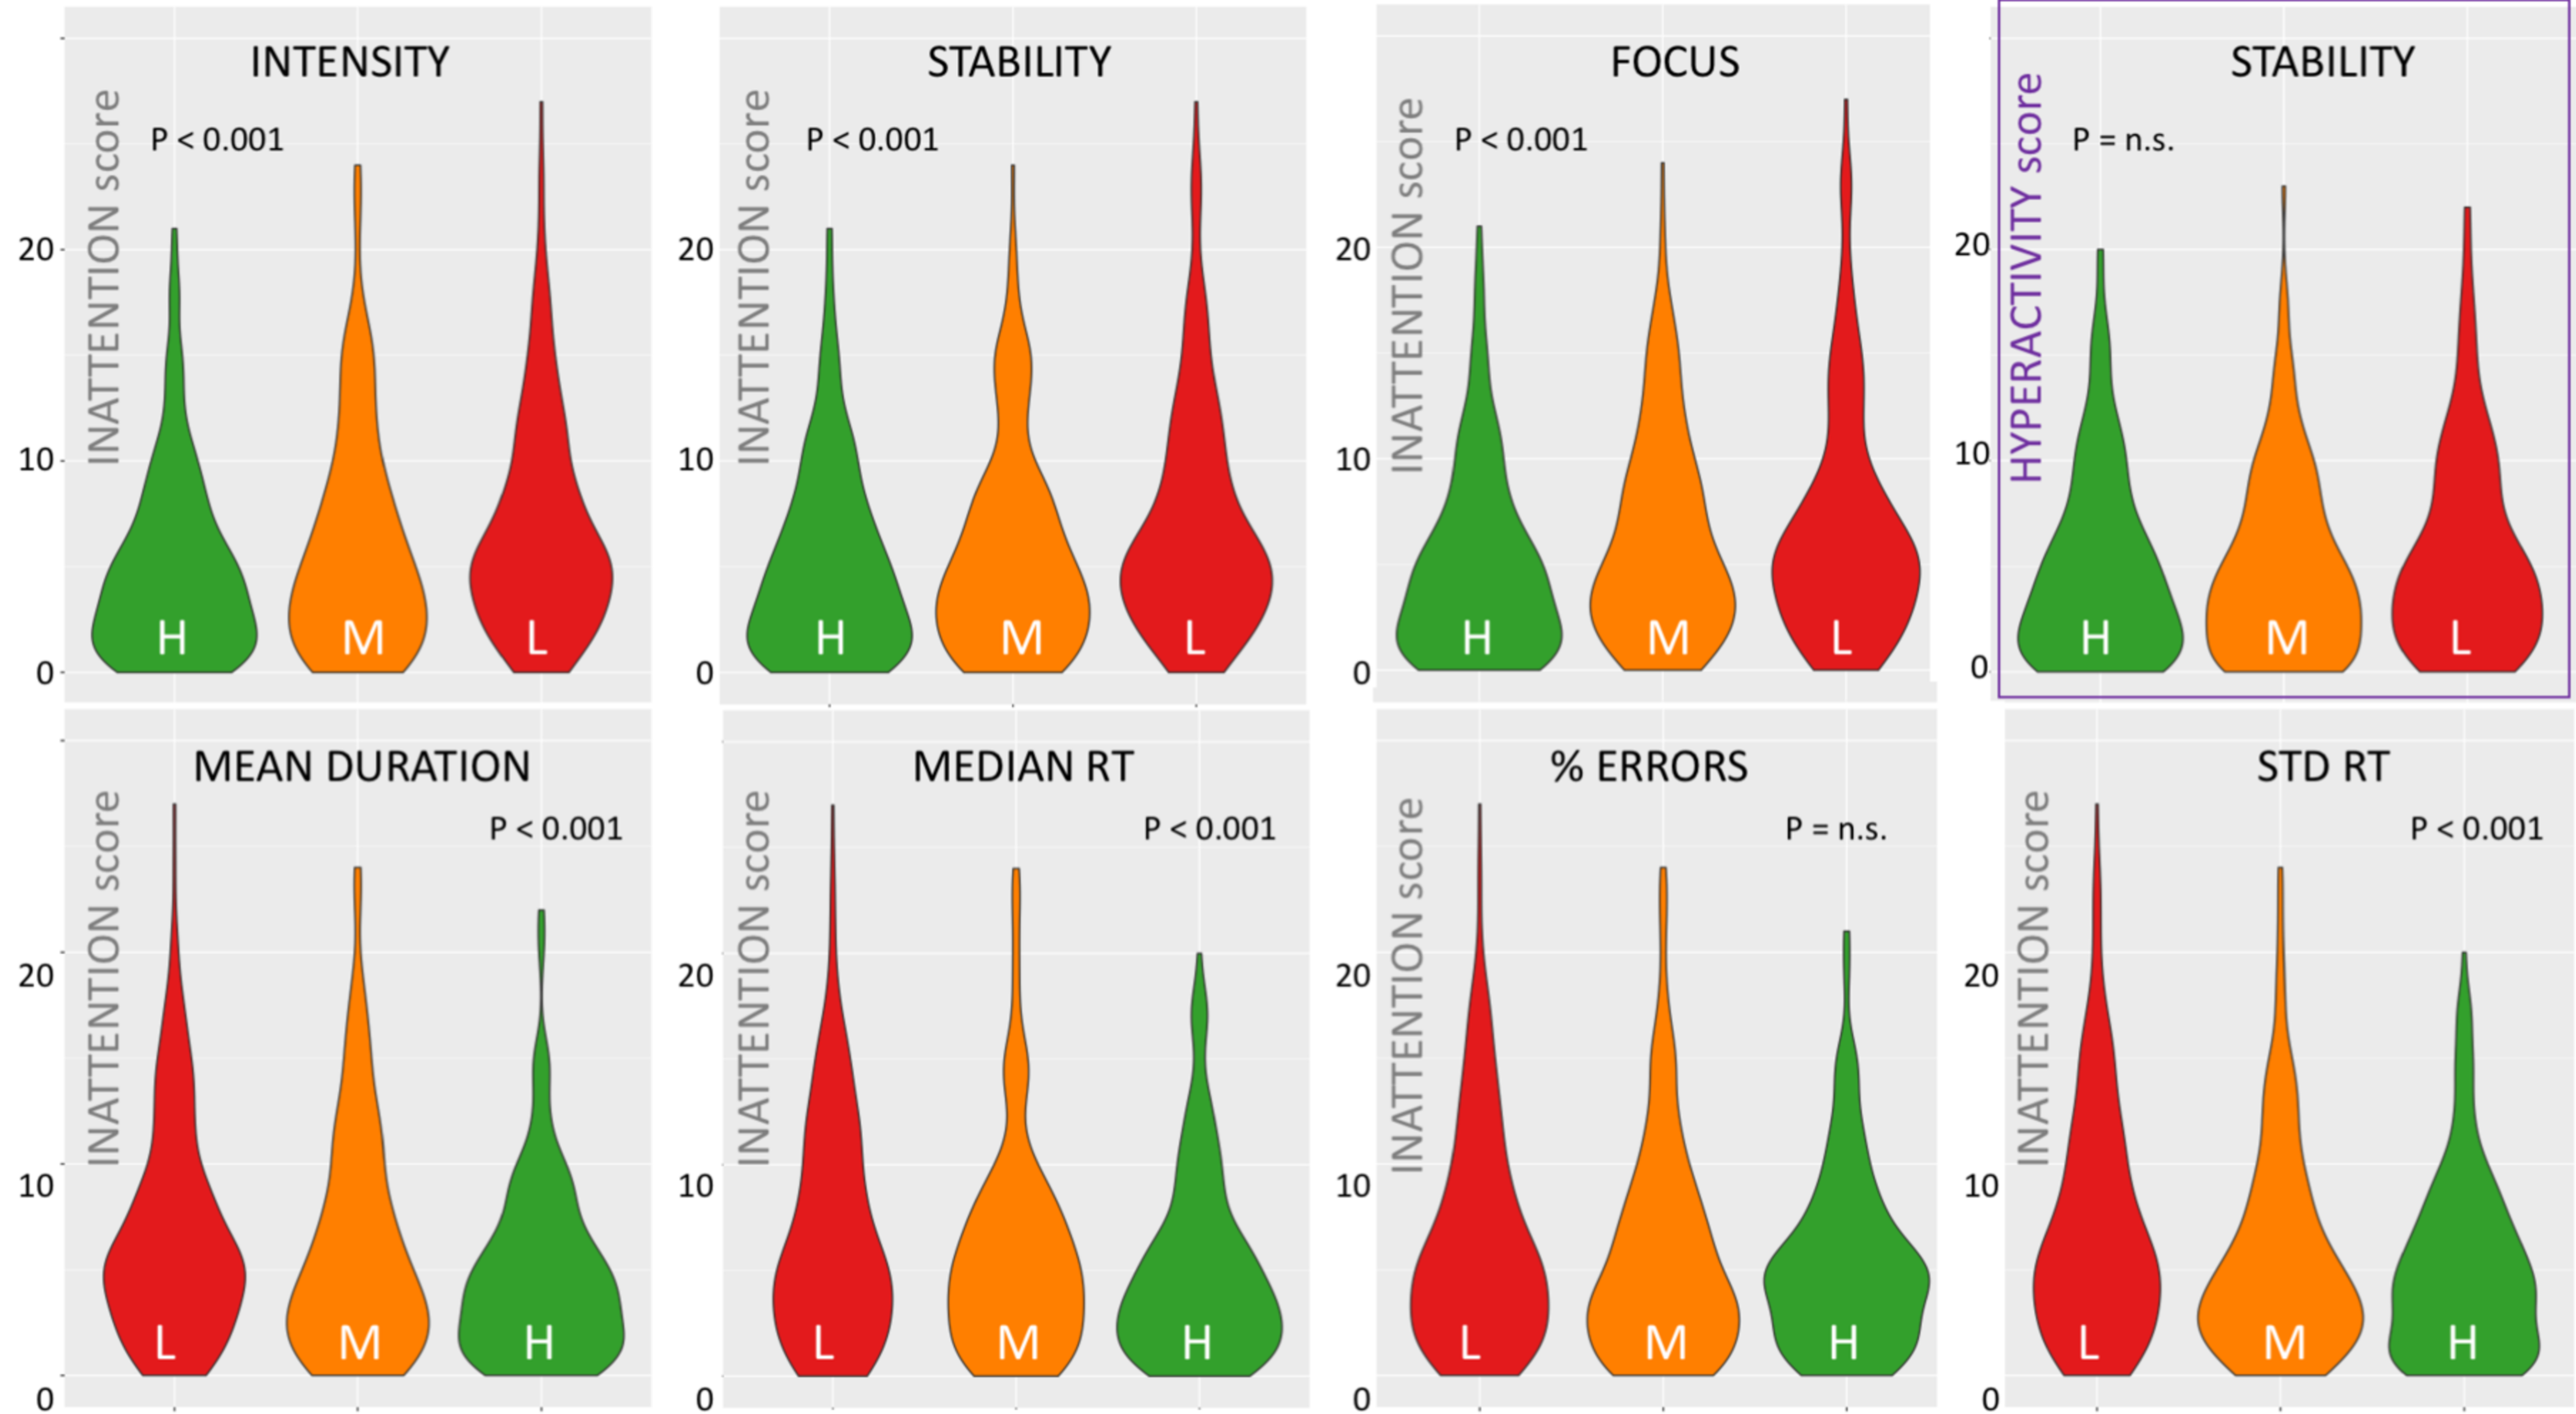 INTENSITY
INATTENTION score
P < 0.001
20
10
0
H
M
L
STABILITY
INATTENTION score
P < 0.001
20
10
0
H
M
L
FOCUS
INATTENTION score
P < 0.001
20
10
0
H
M
L
STABILITY
HYPERACTIVITY score
P = n.s.
20
10
0
H
M
L
MEAN DURATION
INATTENTION score
P < 0.001
20
10
0
L
M
H
MEDIAN RT
INATTENTION score
P < 0.001
20
10
0
L
M
H
% ERRORS
INATTENTION score
P = n.s.
20
10
0
L
M
H
STD RT
INATTENTION score
P < 0.001
20
10
0
L
M
H